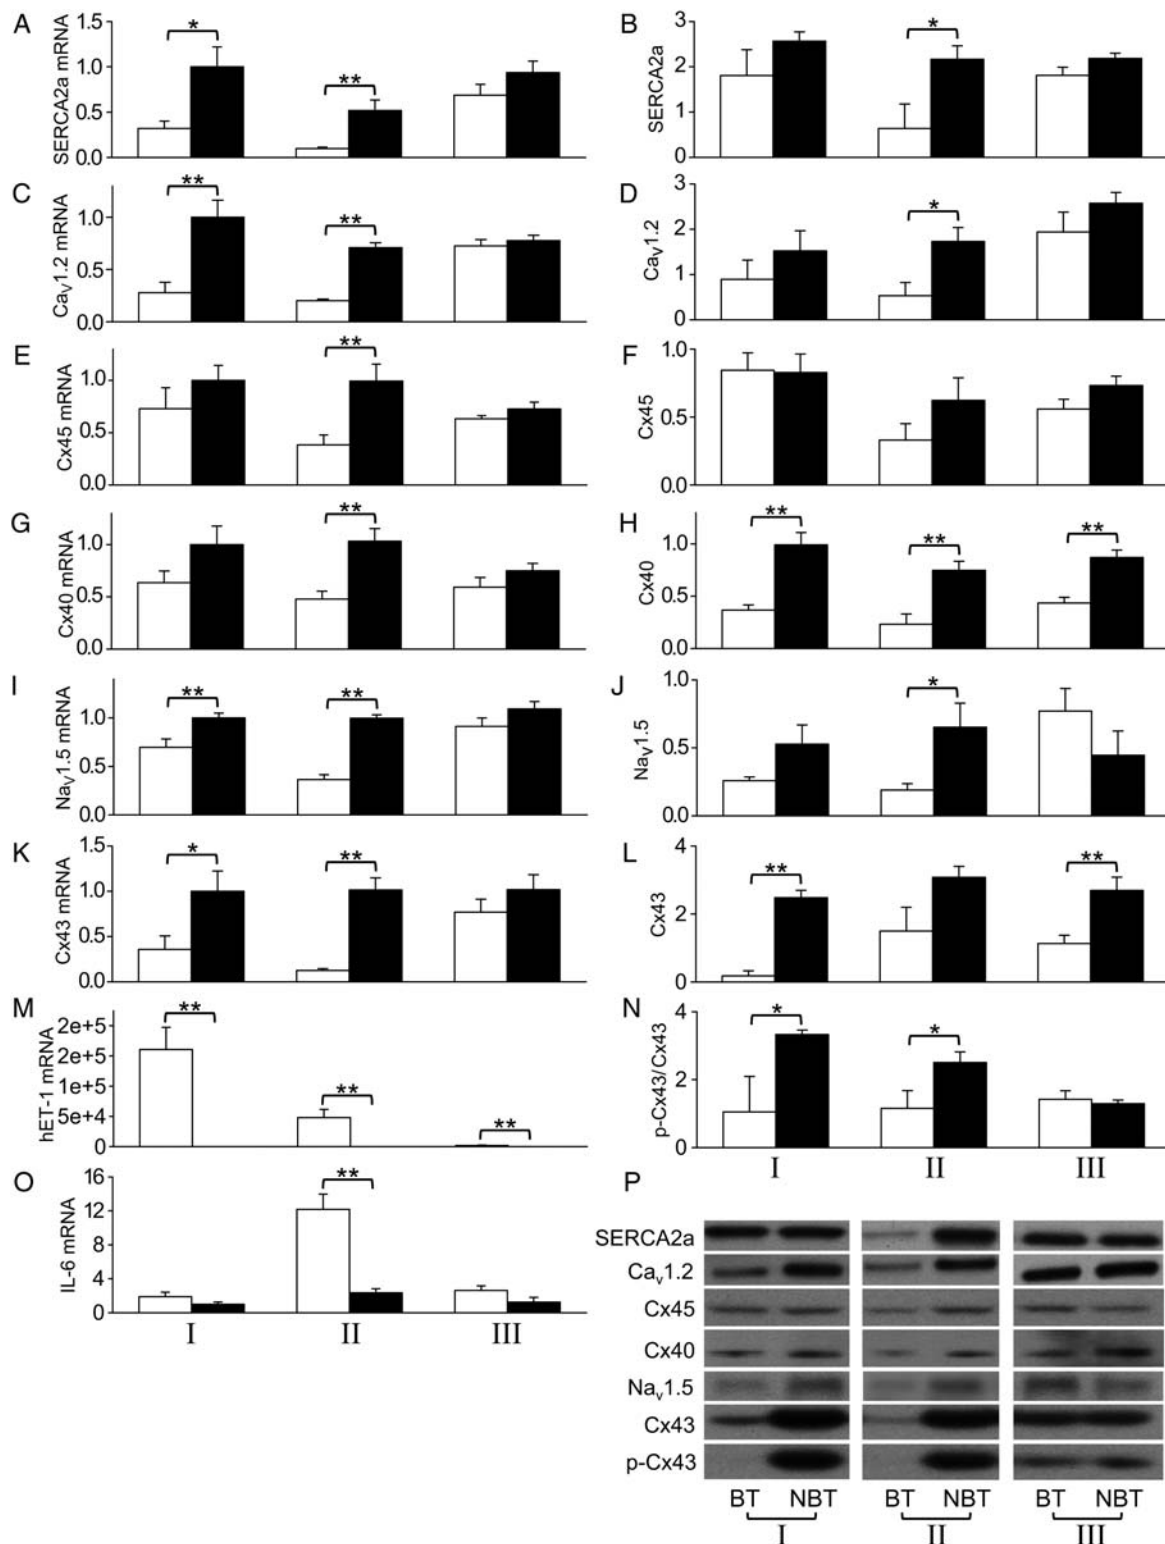 A
SERCA2a mRNA
1.5
1.0
0.5
0.0
*
**
B
SERCA2a
3
2
1
0
*
C
Cav1.2 mRNA
1.0
0.5
0.0
**
**
D
Cav1.2
3
2
1
0
*
E
Cx45 mRNA
1.0
0.5
0.0
**
F
Cx45
1.0
0.5
0.0
G
Cx40 mRNA
1.0
0.5
0.0
**
H
Cx40
1.0
0.5
0.0
**
**
**
I
Nav1.5 mRNA
1.0
0.5
0.0
**
**
J
Nav1.5
1.0
0.5
0.0
*
K
Cx43 mRNA
1.5
1.0
0.5
0.0
*
**
L
Cx43
4
2
0
**
**
M
hET-1 mRNA
2e+5
2e+5
1e+5
5e+4
0
**
**
**
N
p-Cx43/Cx43
4
2
0
*
*
I II III
O
IL-6 mRNA
16
12
8
4
0
**
I II III
P
SERCA2a
Cav1.2
Cx45
Cx40
Nav1.5
Cx43
p-Cx43
BT NBT BT NBT BT NBT
I II III